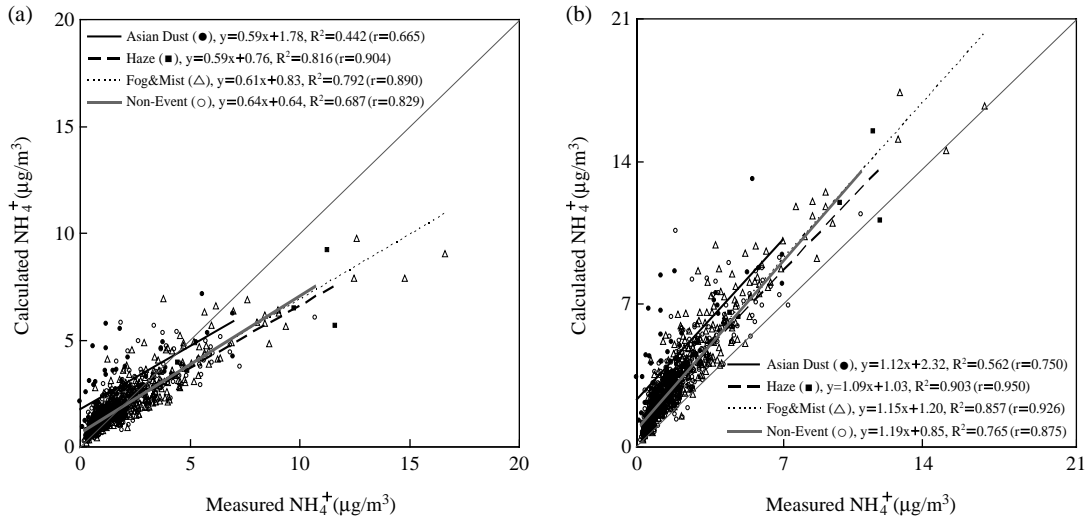 (a)
20
15
10
5
0
0 5 10 15 20
Calculated NH₄⁺(μg/m³)
Measured NH₄⁺(μg/m³)
Asian Dust (●), y=0.59x+1.78, R²=0.442 (r=0.665)
Haze (■), y=0.59x+0.76, R²=0.816 (r=0.904)
Fog&Mist (△), y=0.61x+0.83, R²=0.792 (r=0.890)
Non-Event (○), y=0.64x+0.64, R²=0.687 (r=0.829)
(b)
21
14
7
0
0 7 14 21
Calculated NH₄⁺(μg/m³)
Measured NH₄⁺(μg/m³)
Asian Dust (●), y=1.12x+2.32, R²=0.562 (r=0.750)
Haze (■), y=1.09x+1.03, R²=0.903 (r=0.950)
Fog&Mist (△), y=1.15x+1.20, R²=0.857 (r=0.926)
Non-Event (○), y=1.19x+0.85, R²=0.765 (r=0.875)